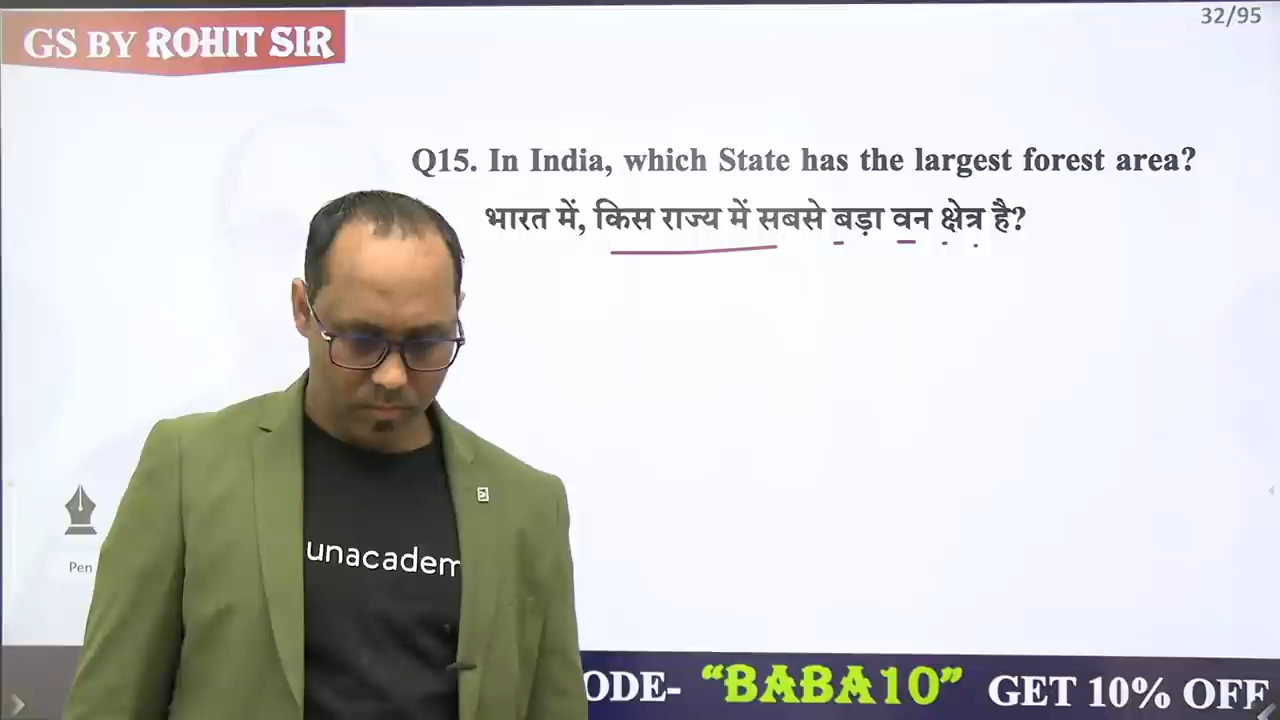 GS BY ROHIT SIR
32/95
Q15. In India, which State has the largest forest area?
भारत में, किस राज्य में सबसे बड़ा वन क्षेत्र है?
Pen
unacadem
ODE- “BABA10” GET 10% OFF